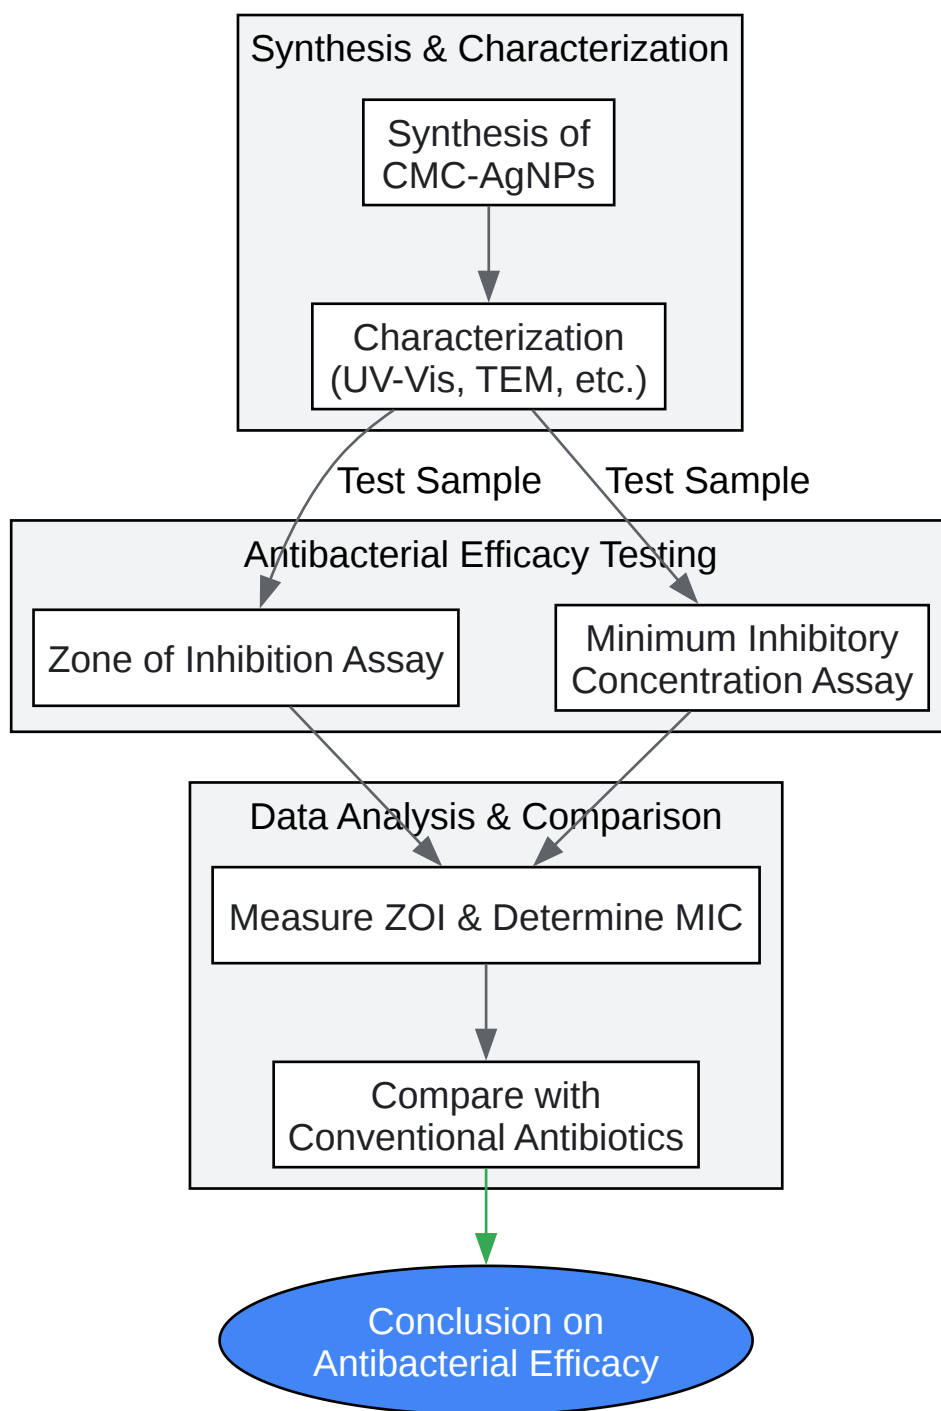 Synthesis & Characterization
Synthesis of
CMC-AgNPs
Characterization
(UV-Vis, TEM, etc.)
Test Sample
Test Sample
Antibacterial Efficacy Testing
Zone of Inhibition Assay
Minimum Inhibitory
Concentration Assay
Data Analysis & Comparison
Measure ZOI & Determine MIC
Compare with
Conventional Antibiotics
Conclusion on
Antibacterial Efficacy